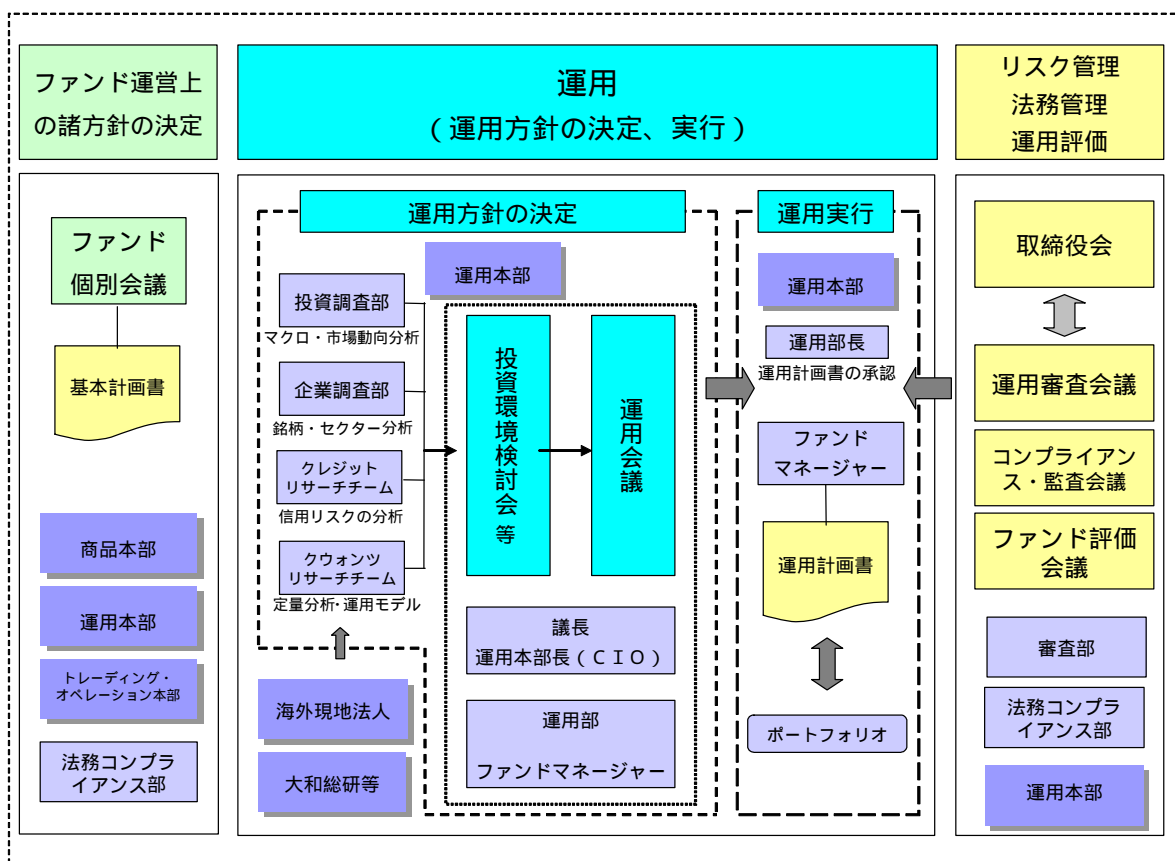 ファンド運営上
の諸方針の決定
運用
（運用方針の決定、実行）
リスク管理
法務管理
運用評価
ファンド
個別会議
基本計画書
商品本部
運用本部
トレーディング・
オペレーション本部
法務コンプラ
イアンス部
運用方針の決定
運用本部
投資調査部
マクロ・市場動向分析
企業調査部
銘柄・セクター分析
クレジット
リサーチチーム
信用リスクの分析
クウォンツ
リサーチチーム
定量分析・運用モデル
海外現地法人
大和総研等
投資環境検討会等
運用会議
議長
運用本部長（ＣＩＯ）
運用部
ファンドマネージャー
運用実行
運用本部
運用部長
運用計画書の承認
ファンド
マネージャー
運用計画書
ポートフォリオ
取締役会
運用審査会議
コンプライアン
ス・監査会議
ファンド評価
会議
審査部
法務コンプラ
イアンス部
運用本部